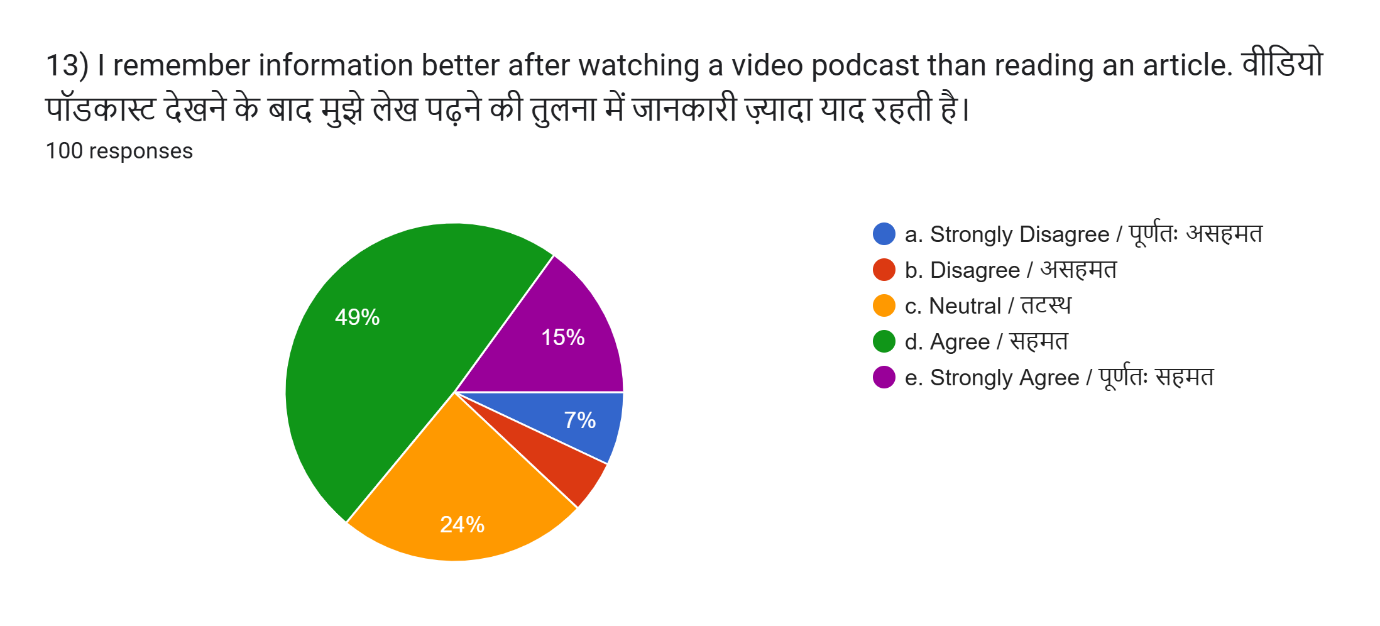 13) I remember information better after watching a video podcast than reading an article. वीडियो
पॉडकास्ट देखने के बाद मुझे लेख पढ़ने की तुलना में जानकारी ज़्यादा याद रहती है।
100 responses
a. Strongly Disagree / पूर्णतः असहमत
b. Disagree / असहमत
c. Neutral / तटस्थ
d. Agree / सहमत
e. Strongly Agree / पूर्णतः सहमत
49%
15%
7%
24%